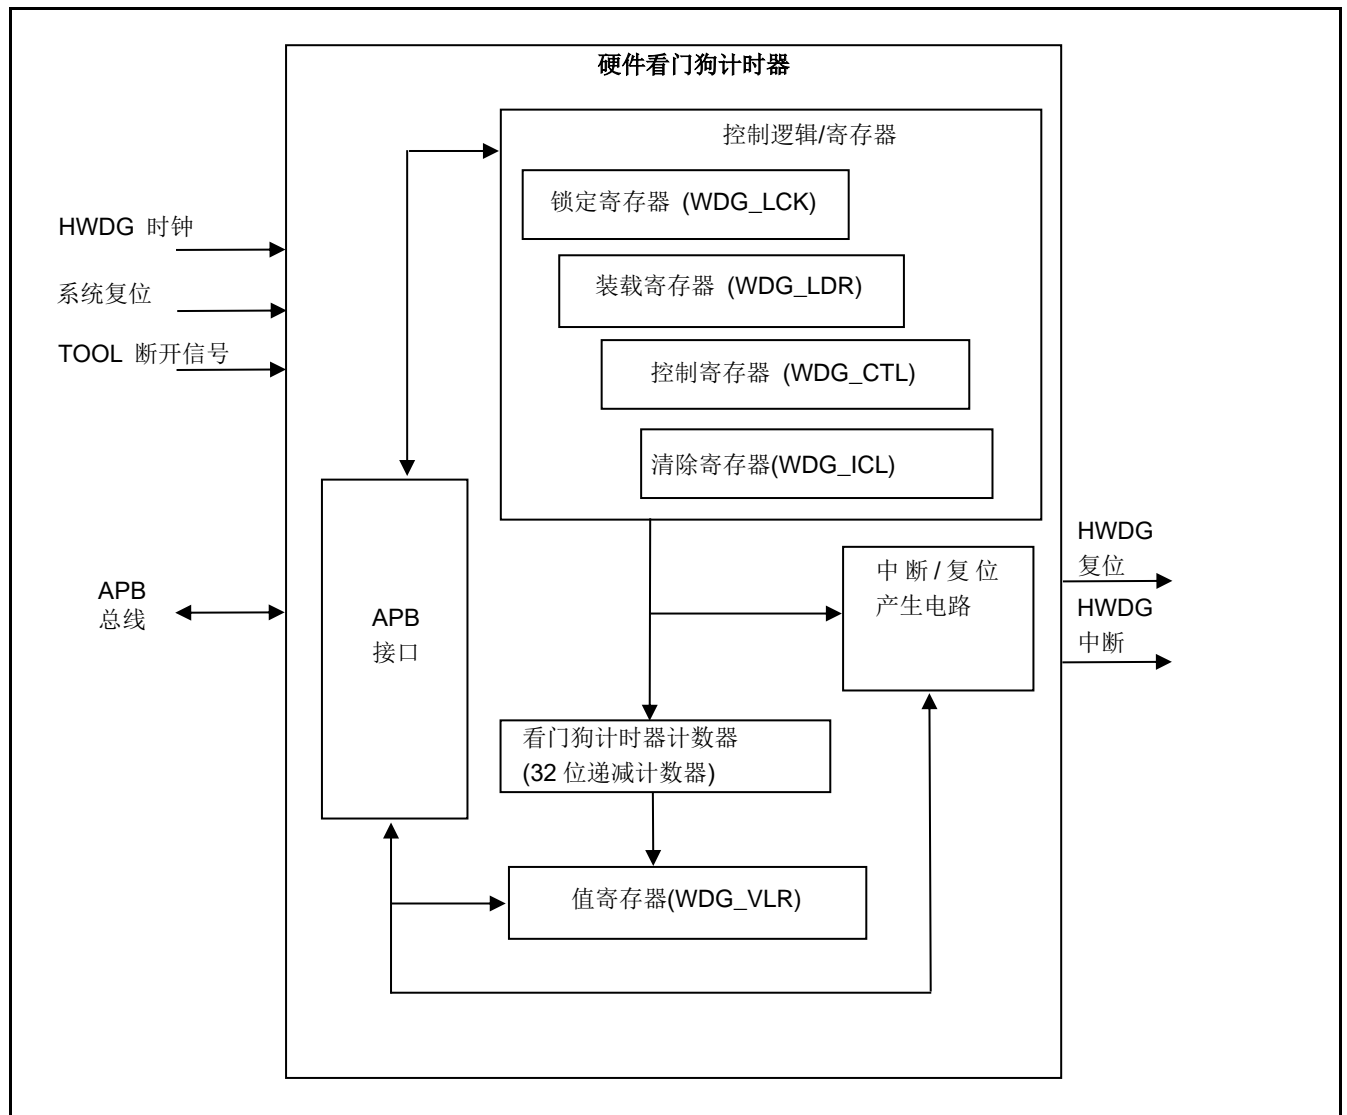 硬件看门狗计时器
控制逻辑/寄存器
锁定寄存器 (WDG_LCK)
装载寄存器 (WDG_LDR)
控制寄存器 (WDG_CTL)
清除寄存器(WDG_ICL)
HWDG 时钟
系统复位
TOOL 断开信号
APB
总线
APB
接口
中断/复位
产生电路
HWDG
复位
HWDG
中断
看门狗计时器计数器
(32 位递减计数器)
值寄存器(WDG_VLR)